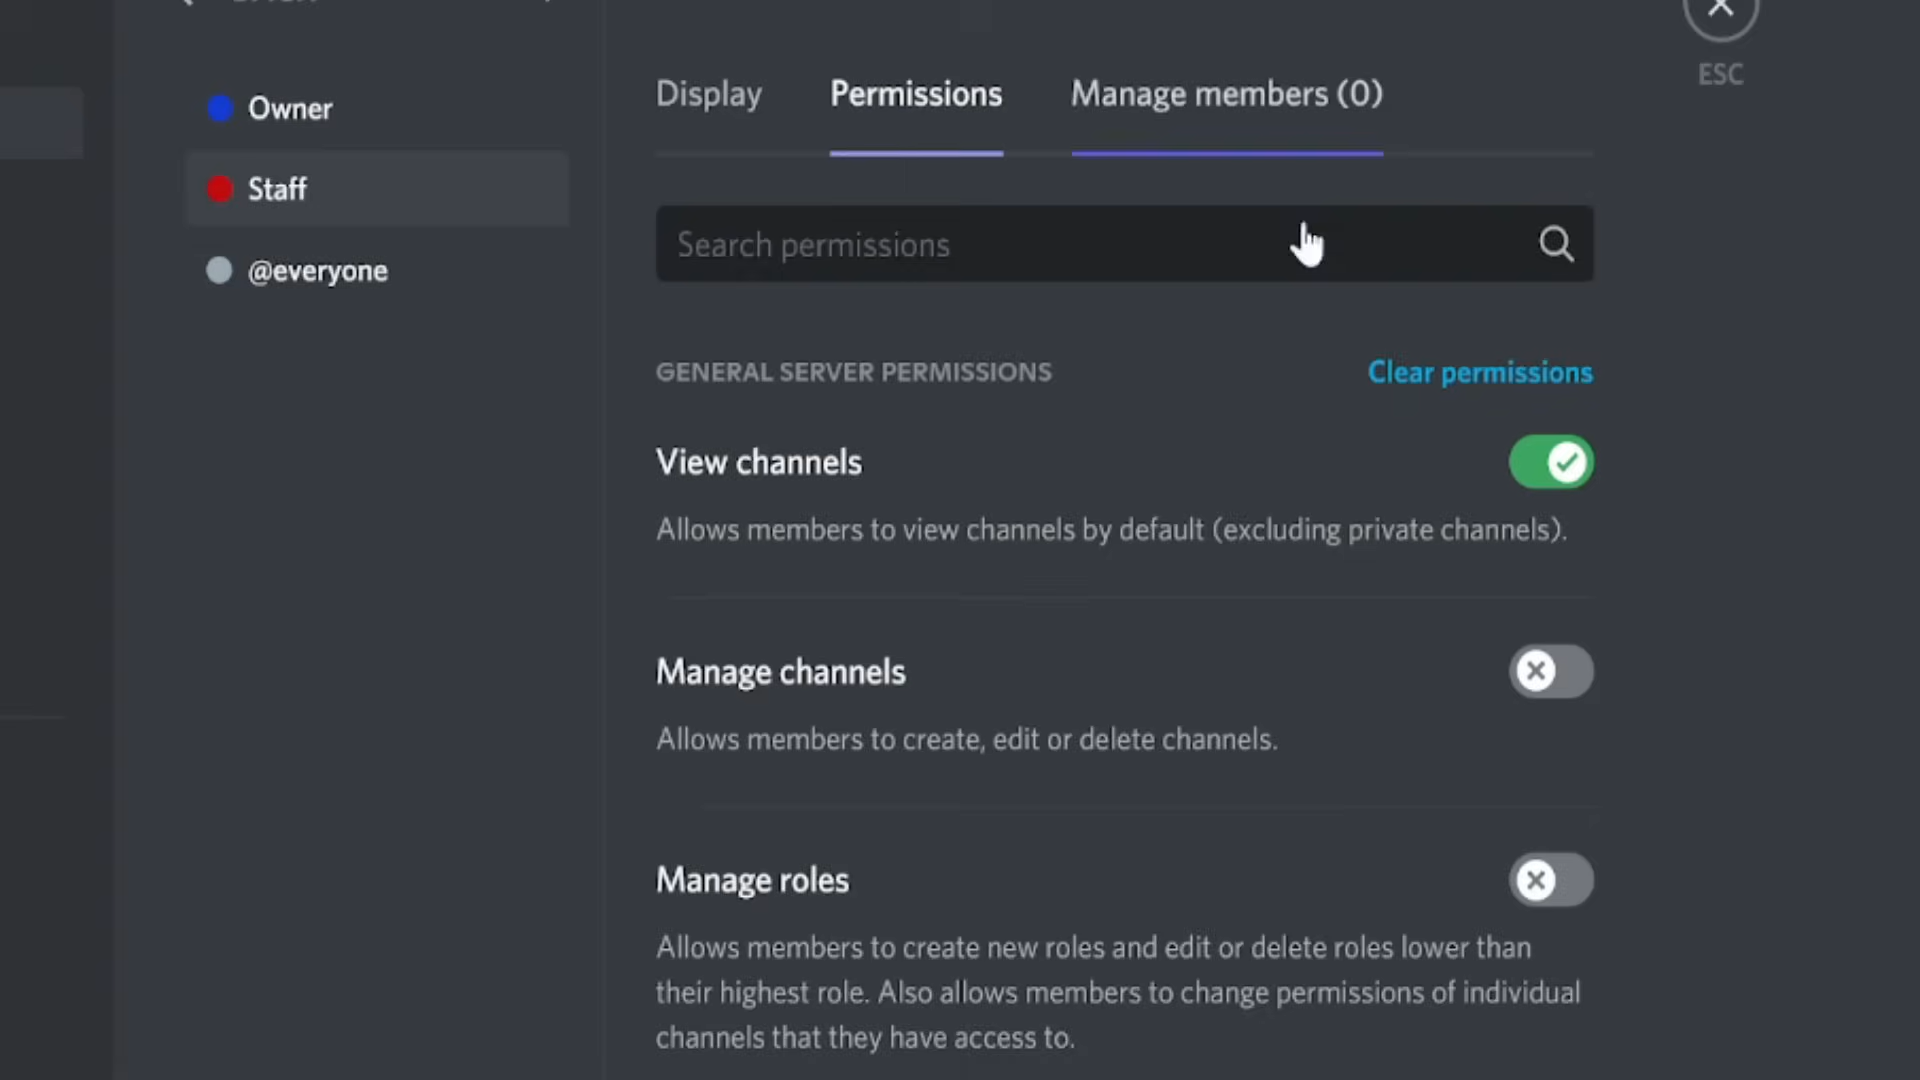 Owner
Staff
@everyone
Display Permissions Manage members (0)
ESC
Search permissions
GENERAL SERVER PERMISSIONS Clear permissions
View channels
Allows members to view channels by default (excluding private channels).
Manage channels
Allows members to create, edit or delete channels.
Manage roles
Allows members to create new roles and edit or delete roles lower than
their highest role. Also allows members to change permissions of individual
channels that they have access to.